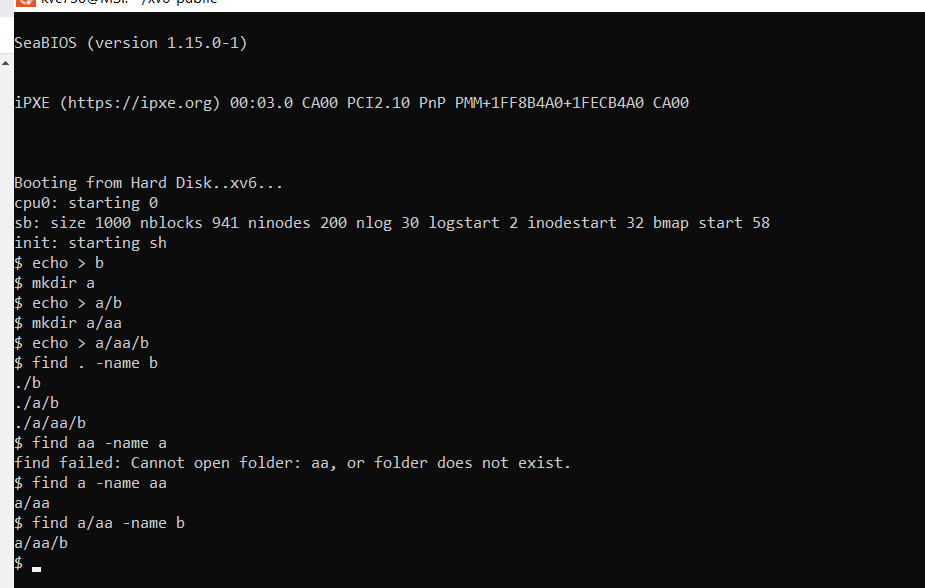 SeaBIOS (version 1.15.0-1)
iPXE (https://ipxe.org) 00:03.0 CA00 PCI2.10 PnP PMM+1FF8B4A0+1FECB4A0 CA00
Booting from Hard Disk..xv6...
cpu0: starting 0
sb: size 1000 nblocks 941 ninodes 200 nlog 30 logstart 2 inodestart 32 bmap start 58
init: starting sh
$ echo > b
$ mkdir a
$ echo > a/b
$ mkdir a/aa
$ echo > a/aa/b
$ find . -name b
./b
./a/b
./a/aa/b
$ find aa -name a
find failed: Cannot open folder: aa, or folder does not exist.
$ find a -name aa
a/aa
$ find a/aa -name b
a/aa/b
$